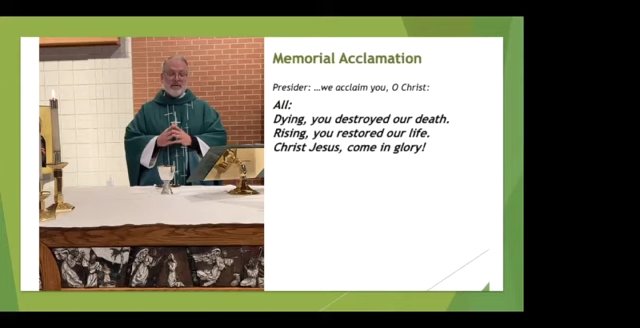 Memorial Acclamation
Presider: …we acclaim you, O Christ:
All:
Dying, you destroyed our death.
Rising, you restored our life.
Christ Jesus, come in glory!